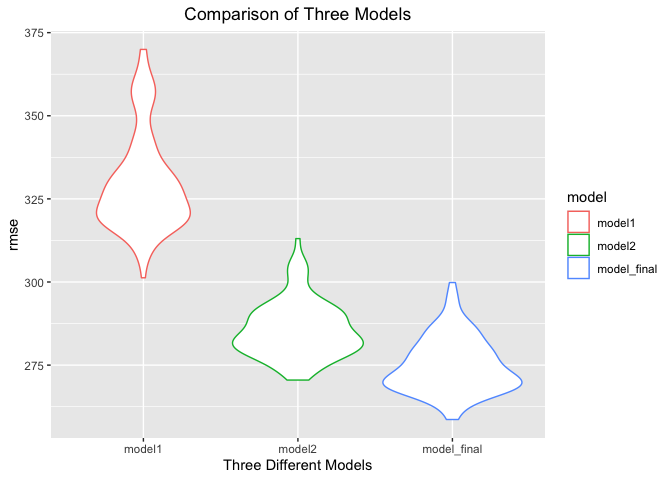 Comparison of Three Models
375
350
325
300
275
rmse
model1
model2
model_final
Three Different Models
model
model1
model2
model_final